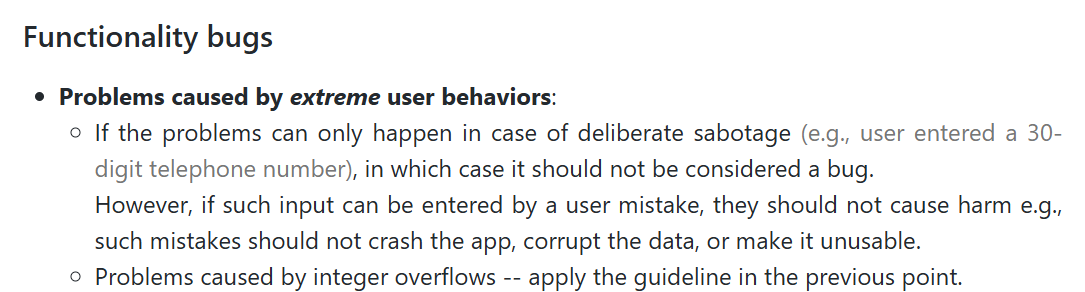 Functionality bugs
• Problems caused by extreme user behaviors:
○ If the problems can only happen in case of deliberate sabotage (e.g., user entered a 30-
digit telephone number), in which case it should not be considered a bug.
However, if such input can be entered by a user mistake, they should not cause harm e.g.,
such mistakes should not crash the app, corrupt the data, or make it unusable.
○ Problems caused by integer overflows -- apply the guideline in the previous point.